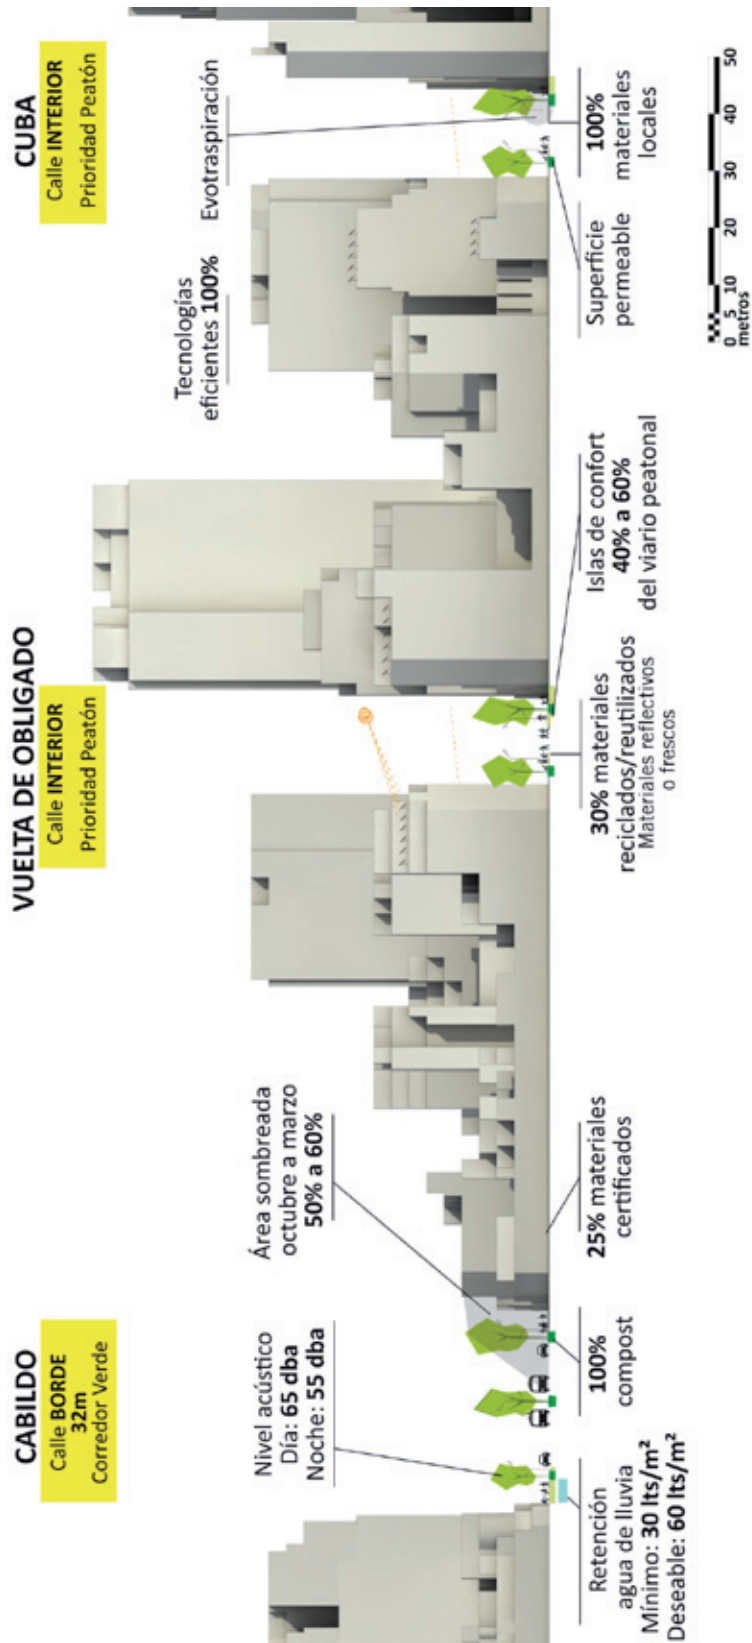 CABILDO
Calle BORDE
32m
Corredor Verde
VUELTA DE OBLIGADO
Calle INTERIOR
Prioridad Peatón
CUBA
Calle INTERIOR
Prioridad Peatón
Nivel acústico
Día: 65 dba
Noche: 55 dba
Área sombreada
octubre a marzo
50% a 60%
Tecnologías
eficientes 100%
Evotraspiración
Retención
agua de lluvia
Mínimo: 30 lts/m²
Deseable: 60 lts/m²
100%
compost
25% materiales
certificados
30% materiales
reciclados/reutilizados
Materiales reflectivos
o frescos
Islas de confort
40% a 60%
del viario peatonal
Superficie
permeable
100%
materiales
locales
0 5 10 20 30 40 50
metros